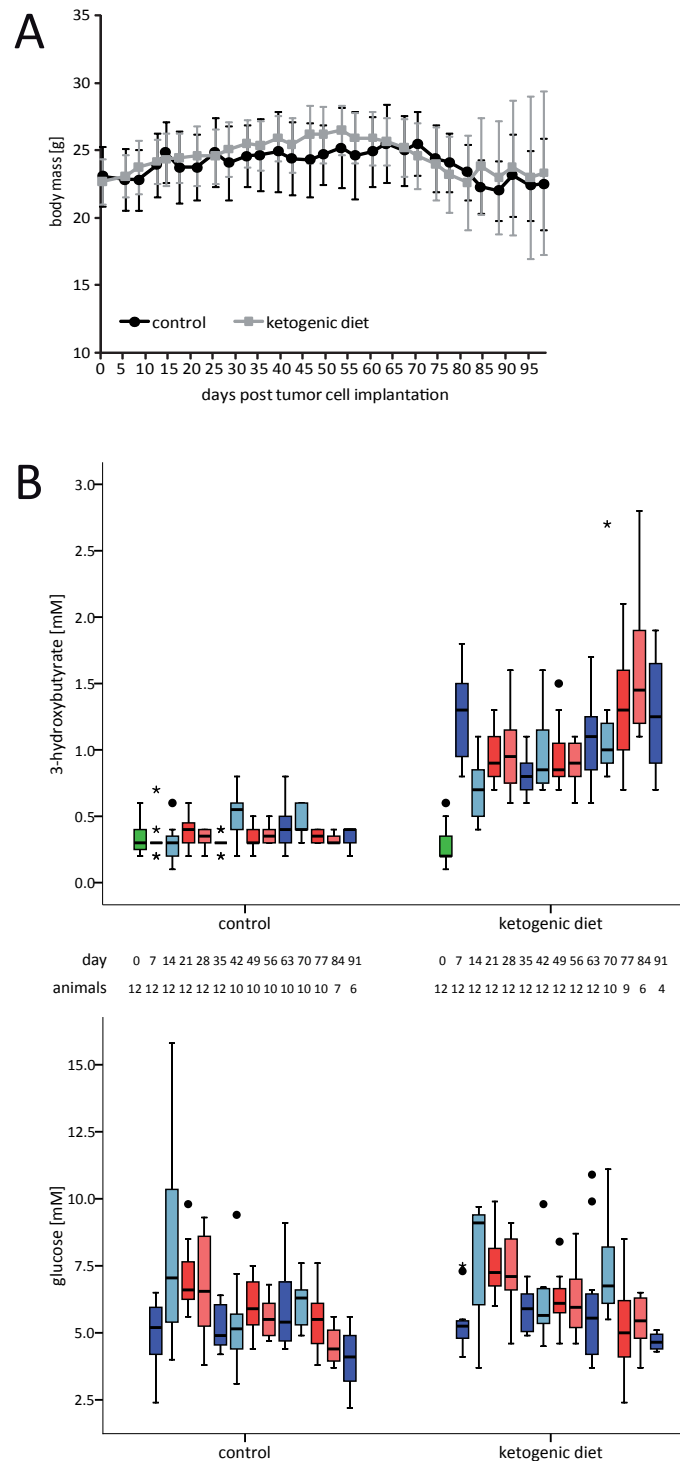 A
35
30
25
20
15
10
body mass [g]
control ketogenic diet
0 5 10 15 20 25 30 35 40 45 50 55 60 65 70 75 80 85 90 95
days post tumor cell implantation
B
3.0
2.5
2.0
1.5
1.0
0.5
0.0
3-hydroxybutyrate [mM]
control ketogenic diet
day 0 7 14 21 28 35 42 49 56 63 70 77 84 91 0 7 14 21 28 35 42 49 56 63 70 77 84 91
animals 12 12 12 12 12 12 10 10 10 10 10 10 7 6 12 12 12 12 12 12 12 12 12 12 10 9 6 4
15.0
12.5
10.0
7.5
5.0
2.5
glucose [mM]
control ketogenic diet